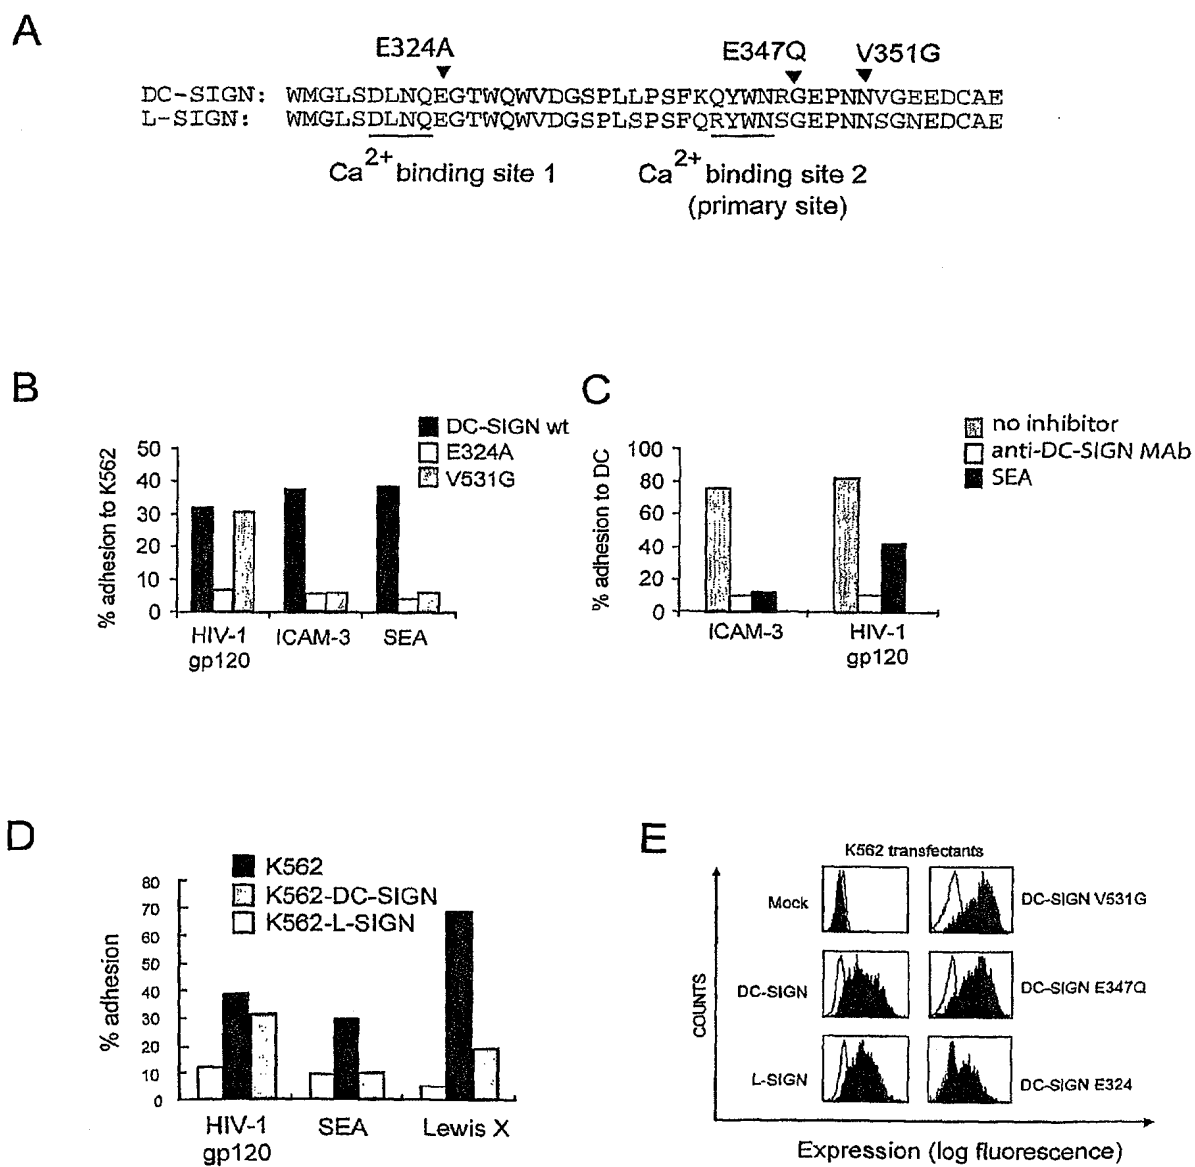 A
E324A
E347Q
V351G
DC-SIGN: WMGLSDLNQEGTWQWVDGSPLLPSFKQYWNRGEPNNVGEEDCAE
L-SIGN: WMGLSDLNQEGTWQWVDGSPLSPSFQRYWNSGEPNNSGNEDCAE
Ca2+ binding site 1
Ca2+ binding site 2
(primary site)
B
DC-SIGN wt
E324A
V531G
% adhesion to K562
50
40
30
20
10
0
HIV-1
gp120
ICAM-3
SEA
C
no inhibitor
anti-DC-SIGN MAb
SEA
% adhesion to DC
100
80
60
40
20
0
ICAM-3
HIV-1
gp120
D
K562
K562-DC-SIGN
K562-L-SIGN
% adhesion
80
70
60
50
40
30
20
10
0
HIV-1
gp120
SEA
Lewis X
E
K562 transfectants
Mock
DC-SIGN V531G
DC-SIGN
DC-SIGN E347Q
L-SIGN
DC-SIGN E324
COUNTS
Expression (log fluorescence)